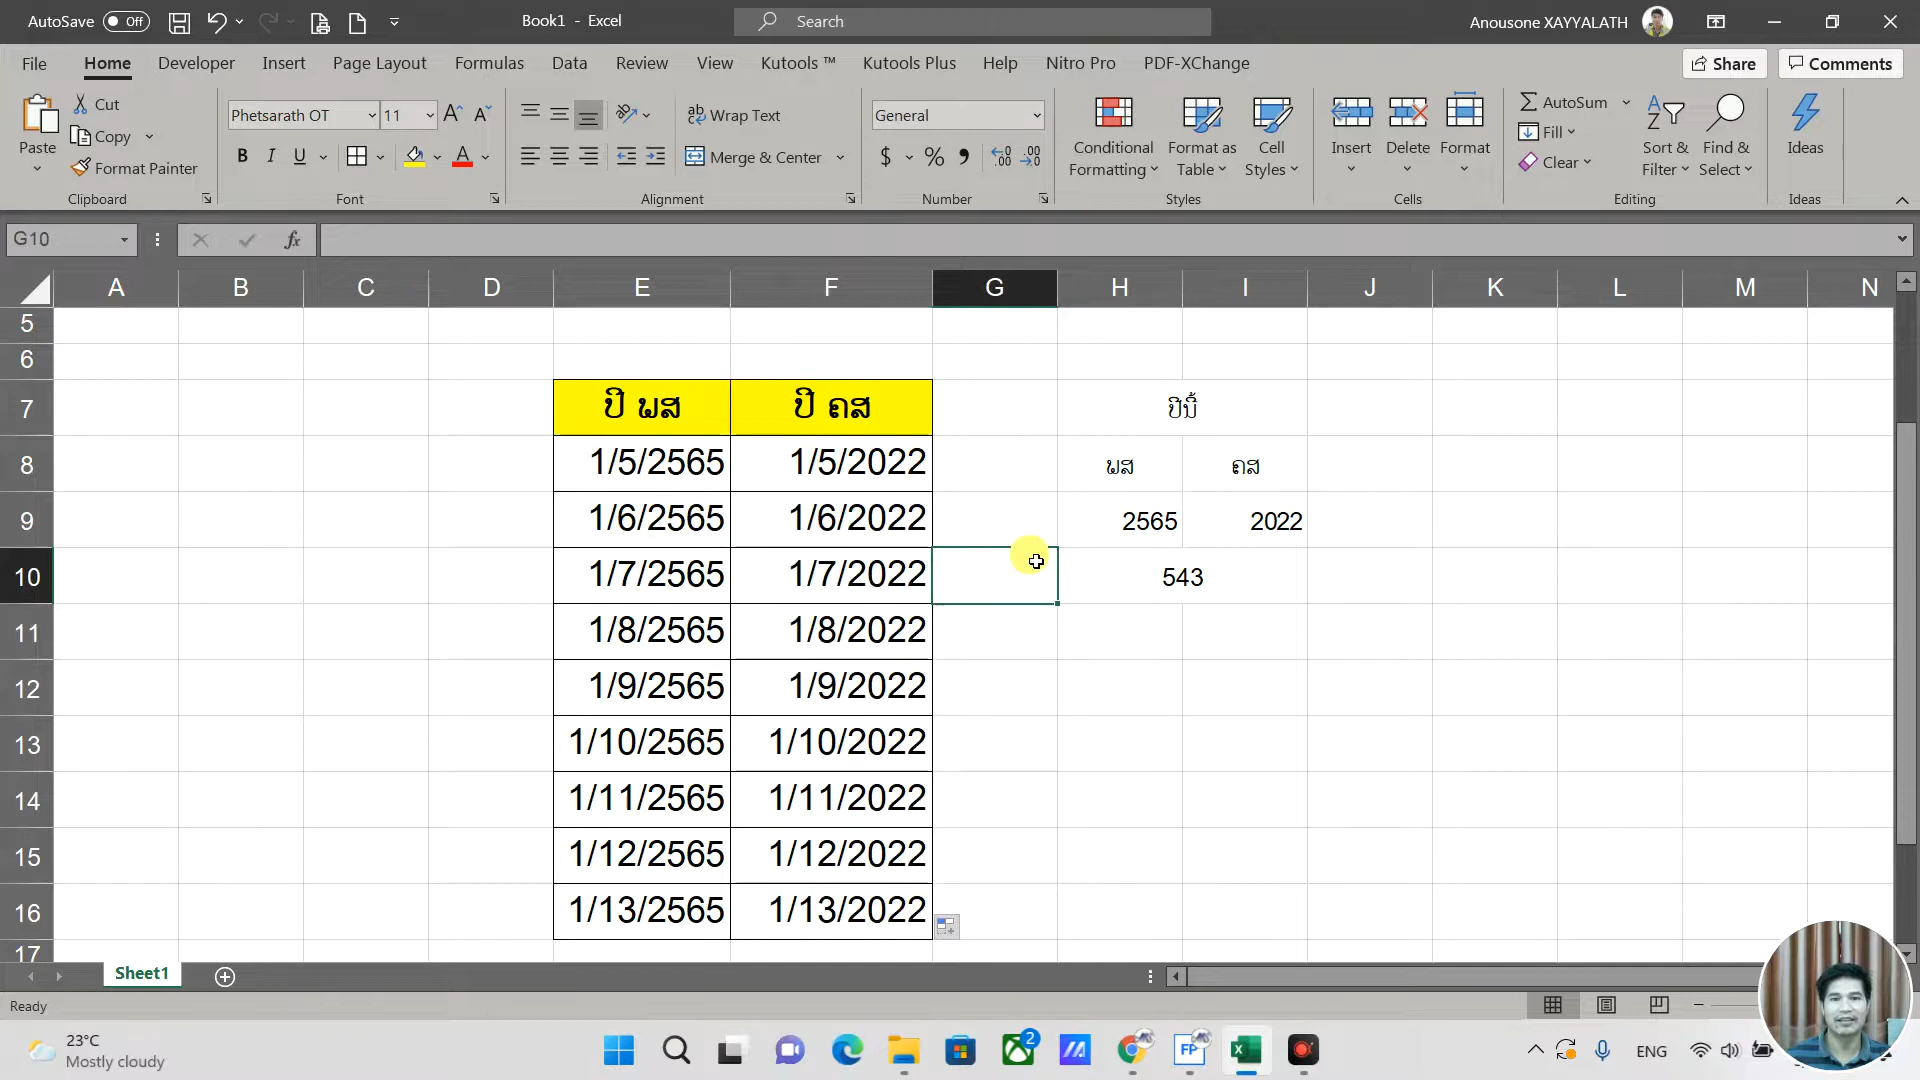 AutoSave Off Book1 - Excel Search Anousone XAYYALATH
File Home Developer Insert Page Layout Formulas Data Review View Kutools ™ Kutools Plus Help Nitro Pro PDF-XChange Share Comments
Paste Cut Copy Format Painter Clipboard
Phetsarath OT 11 B I U A Font
Wrap Text Merge & Center Alignment
General $ % Number
Conditional Formatting Format as Table Cell Styles Styles
Insert Delete Format Cells
AutoSum Fill Clear Sort & Filter Find & Select Editing
Ideas Ideas
G10 fx
A B C D E F G H I J K L M N
5
6
7 ປີ ພສ ປີ ຄສ ປີນີ້
8 1/5/2565 1/5/2022 ພສ ຄສ
9 1/6/2565 1/6/2022 2565 2022
10 1/7/2565 1/7/2022 543
11 1/8/2565 1/8/2022
12 1/9/2565 1/9/2022
13 1/10/2565 1/10/2022
14 1/11/2565 1/11/2022
15 1/12/2565 1/12/2022
16 1/13/2565 1/13/2022
17
Sheet1
Ready
23°C
Mostly cloudy
2 FP ENG